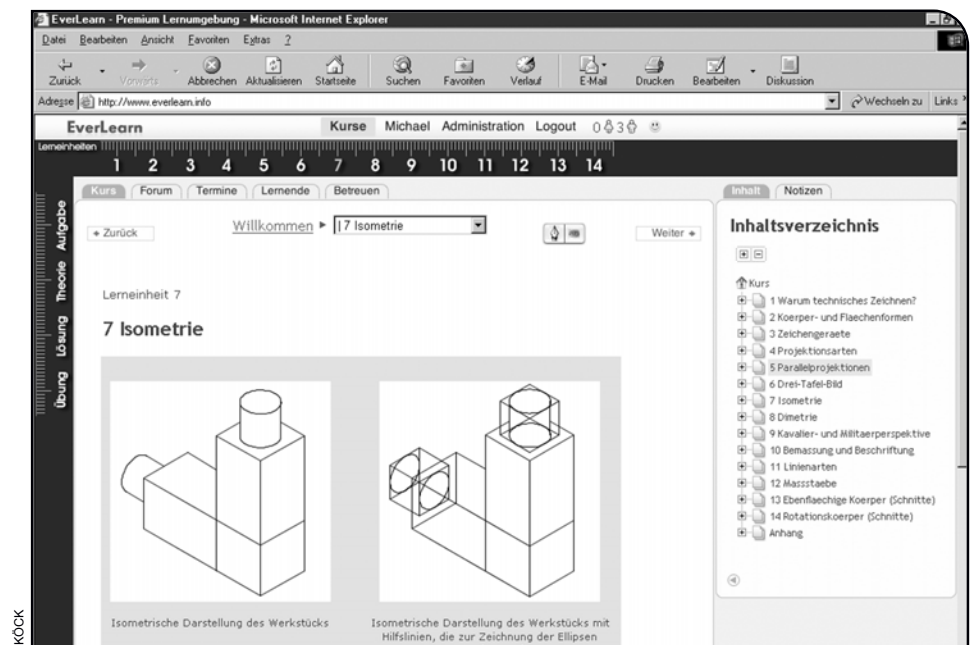 EverLearn - Premium Lernumgebung - Microsoft Internet Explorer
Datei Bearbeiten Ansicht Favoriten Extras ?
Zurück Vorwärts Abbrechen Aktualisieren Startseite Suchen Favoriten Verlauf E-Mail Drucken Bearbeiten Diskussion
Adresse http://www.everlearn.info Wechseln zu Links
EverLearn Kurse Michael Administration Logout 0 3
Lerneinheiten
1 2 3 4 5 6 7 8 9 10 11 12 13 14
Kurs Forum Termine Lernende Betreuen
Übung Lösung Theorie Aufgabe
Zurück Willkommen 7 Isometrie Weiter
Lerneinheit 7
7 Isometrie
Isometrische Darstellung des Werkstücks
Isometrische Darstellung des Werkstücks mit
Hilfslinien, die zur Zeichnung der Ellipsen
Inhalt Notizen
Inhaltsverzeichnis
Kurs
1 Warum technisches Zeichnen?
2 Koerper- und Flaechenformen
3 Zeichengeraete
4 Projektionsarten
5 Parallelprojektionen
6 Drei-Tafel-Bild
7 Isometrie
8 Dimetrie
9 Kavalier- und Militaerperspektive
10 Bemassung und Beschriftung
11 Linienarten
12 Massstaebe
13 Ebenflaechige Koerper (Schnitte)
14 Rotationskoerper (Schnitte)
Anhang
KÖCK